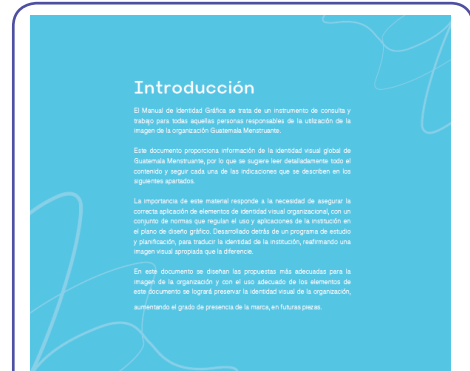 Introducción
El Manual de Identidad Gráfica se trata de un instrumento de consulta y
trabajo para todas aquellas personas responsables de la utilización de la
imagen de la organización Guatemala Menstruante.
Este documento proporciona información de la identidad visual global de
Guatemala Menstruante, por lo que se sugiere leer detalladamente todo el
contenido y seguir cada una de las indicaciones que se describen en los
siguientes apartados.
La importancia de este material responde a la necesidad de asegurar la
correcta aplicación de elementos de identidad visual organizacional, con un
conjunto de normas que regulan el uso y aplicaciones de la institución en
el plano de diseño gráfico. Desarrollado detrás de un programa de estudio
y planificación, para traducir la identidad de la institución, reafirmando una
imagen visual apropiada que la diferencie.
En este documento se diseñan las propuestas más adecuadas para la
imagen de la organización y con el uso adecuado de los elementos de
este documento se logrará preservar la identidad visual de la organización,
aumentando el grado de presencia de la marca, en futuras piezas.